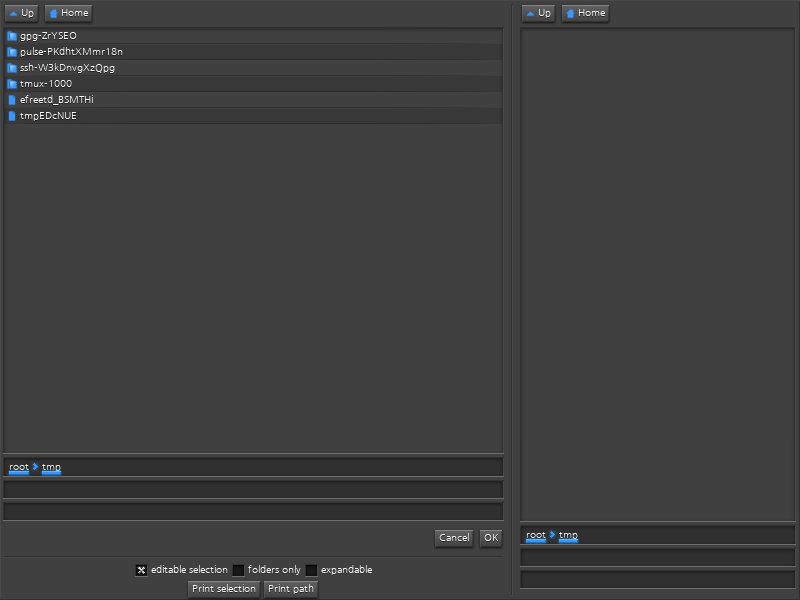 Up Home
gpg-ZrYSEO
pulse-PKdhtXMmr18n
ssh-W3kDnvgXzQpg
tmux-1000
efreetd_BSMTHi
tmpEDcNUE
root tmp
Cancel OK
editable selection folders only expandable
Print selection Print path
Up Home
root tmp